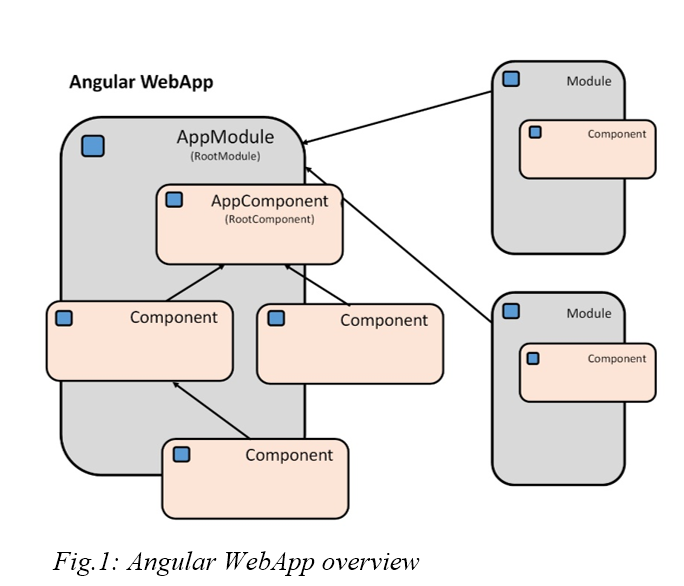 Angular WebApp
AppModule
(RootModule)
AppComponent
(RootComponent)
Component
Component
Component
Module
Component
Module
Component
Fig.1: Angular WebApp overview